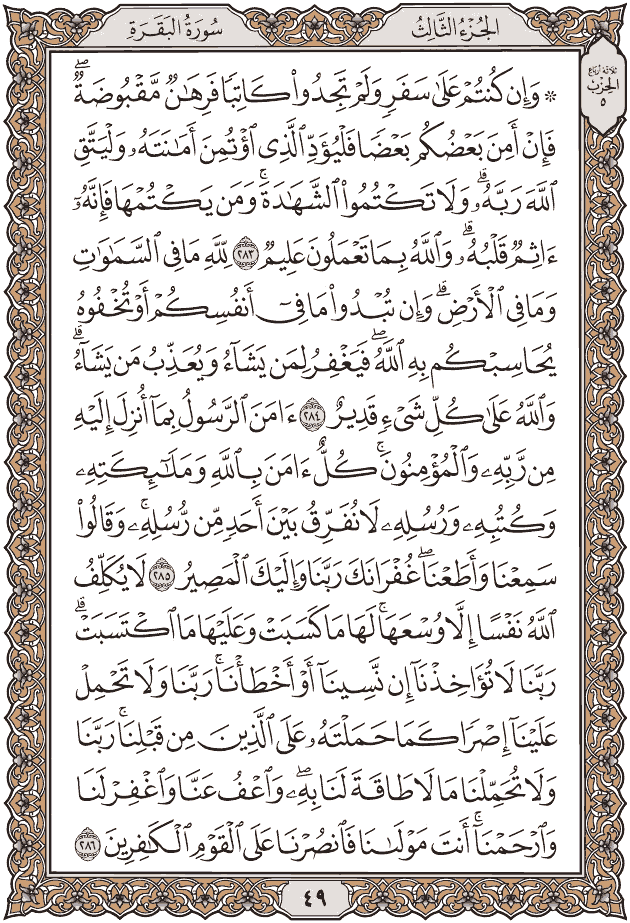 سُورَةُ البَقَرَةِ
الجُزْءُ الثَّالِثُ
ثلاثة أرباع
الحزب
٥
۞ وَإِن كُنتُمْ عَلَىٰ سَفَرٍ وَلَمْ تَجِدُوا۟ كَاتِبًا فَرِهَٰنٌ مَّقْبُوضَةٌ ۖ
فَإِنْ أَمِنَ بَعْضُكُم بَعْضًا فَلْيُؤَدِّ ٱلَّذِى ٱؤْتُمِنَ أَمَٰنَتَهُۥ وَلْيَتَّقِ
ٱللَّهَ رَبَّهُۥ ۗ وَلَا تَكْتُمُوا۟ ٱلشَّهَٰدَةَ ۚ وَمَن يَكْتُمْهَا فَإِنَّهُۥٓ
ءَاثِمٌ قَلْبُهُۥ ۗ وَٱللَّهُ بِمَا تَعْمَلُونَ عَلِيمٌ ٢٨٣ لِّلَّهِ مَا فِى ٱلسَّمَٰوَٰتِ
وَمَا فِى ٱلْأَرْضِ ۗ وَإِن تُبْدُوا۟ مَا فِىٓ أَنفُسِكُمْ أَوْ تُخْفُوهُ
يُحَاسِبْكُم بِهِ ٱللَّهُ ۖ فَيَغْفِرُ لِمَن يَشَآءُ وَيُعَذِّبُ مَن يَشَآءُ ۗ
وَٱللَّهُ عَلَىٰ كُلِّ شَىْءٍ قَدِيرٌ ٢٨٤ ءَامَنَ ٱلرَّسُولُ بِمَآ أُنزِلَ إِلَيْهِ
مِن رَّبِّهِۦ وَٱلْمُؤْمِنُونَ ۚ كُلٌّ ءَامَنَ بِٱللَّهِ وَمَلَٰٓئِكَتِهِۦ
وَكُتُبِهِۦ وَرُسُلِهِۦ لَا نُفَرِّقُ بَيْنَ أَحَدٍ مِّن رُّسُلِهِۦ ۚ وَقَالُوا۟
سَمِعْنَا وَأَطَعْنَا ۖ غُفْرَانَكَ رَبَّنَا وَإِلَيْكَ ٱلْمَصِيرُ ٢٨٥ لَا يُكَلِّفُ
ٱللَّهُ نَفْسًا إِلَّا وُسْعَهَا ۚ لَهَا مَا كَسَبَتْ وَعَلَيْهَا مَا ٱكْتَسَبَتْ ۗ
رَبَّنَا لَا تُؤَاخِذْنَآ إِن نَّسِينَآ أَوْ أَخْطَأْنَا ۚ رَبَّنَا وَلَا تَحْمِلْ
عَلَيْنَآ إِصْرًا كَمَا حَمَلْتَهُۥ عَلَى ٱلَّذِينَ مِن قَبْلِنَا ۚ رَبَّنَا
وَلَا تُحَمِّلْنَا مَا لَا طَاقَةَ لَنَا بِهِۦ ۖ وَٱعْفُ عَنَّا وَٱغْفِرْ لَنَا
وَٱرْحَمْنَآ ۚ أَنتَ مَوْلَىٰنَا فَٱنصُرْنَا عَلَى ٱلْقَوْمِ ٱلْكَٰفِرِينَ ٢٨٦
٤٩